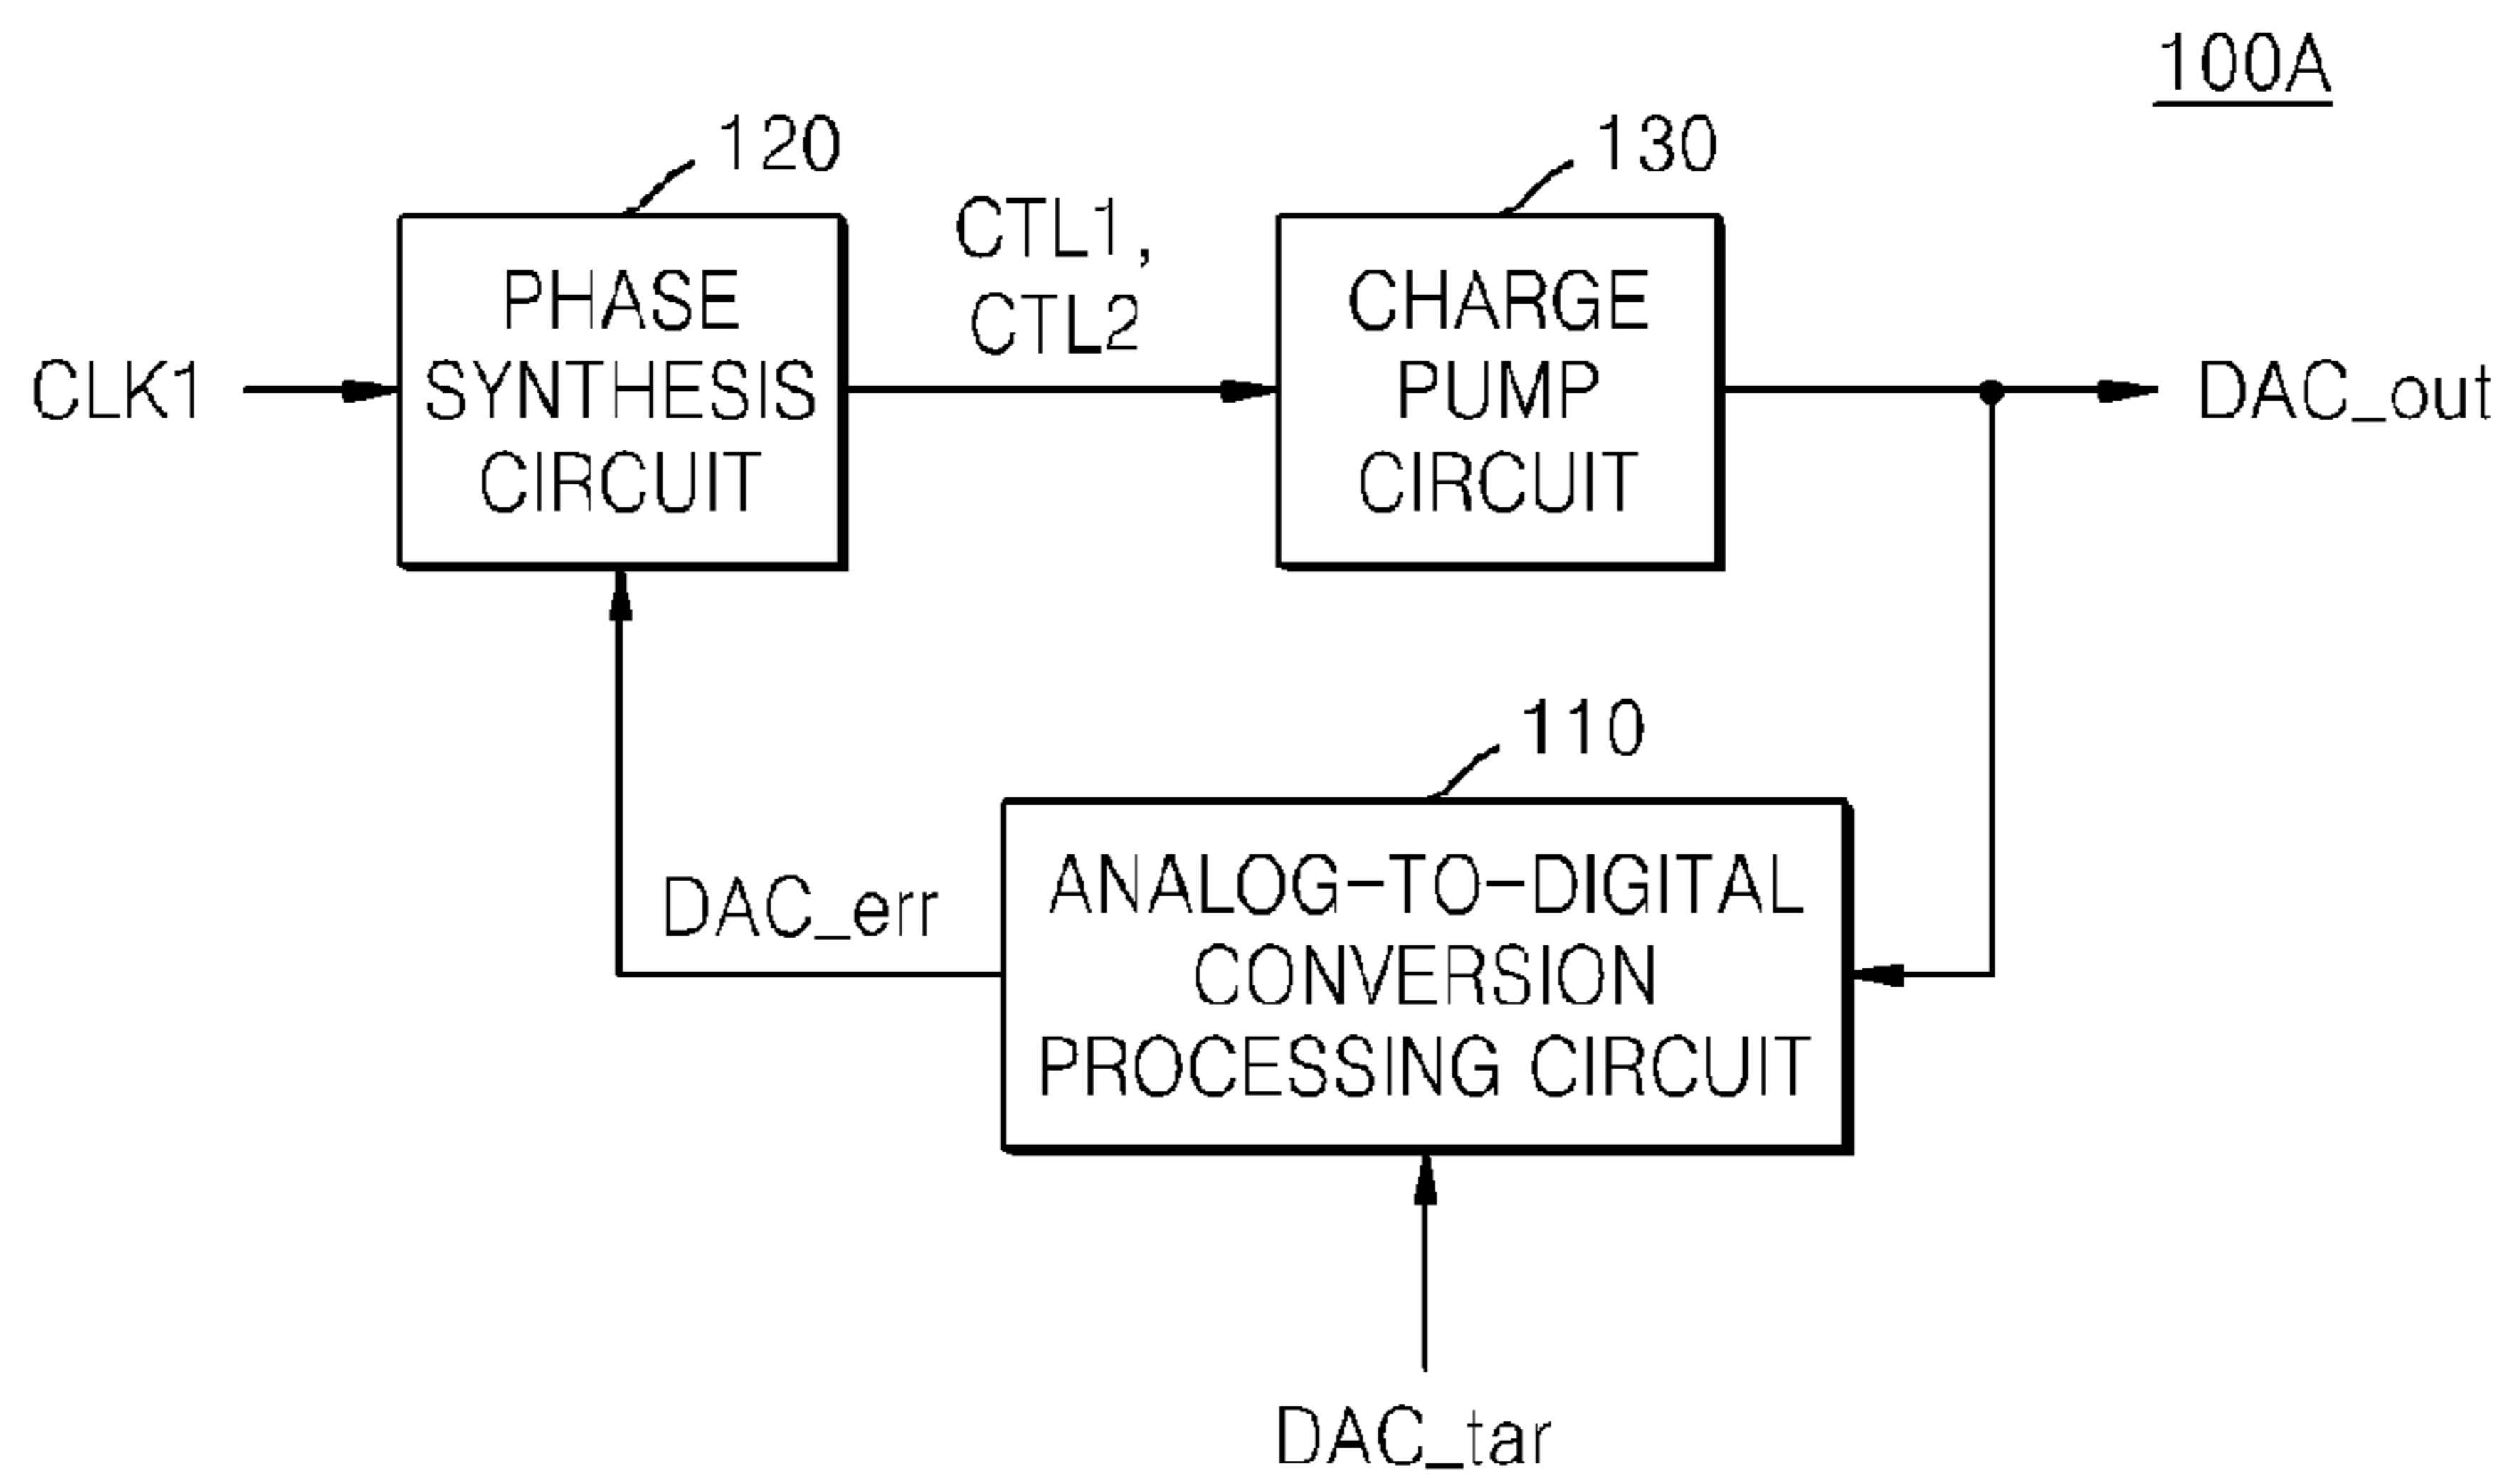 100A
120
130
CTL1,
CTL2
PHASE
SYNTHESIS
CIRCUIT
CHARGE
PUMP
CIRCUIT
CLK1
DAC_out
110
DAC_err
ANALOG-TO-DIGITAL
CONVERSION
PROCESSING CIRCUIT
DAC_tar